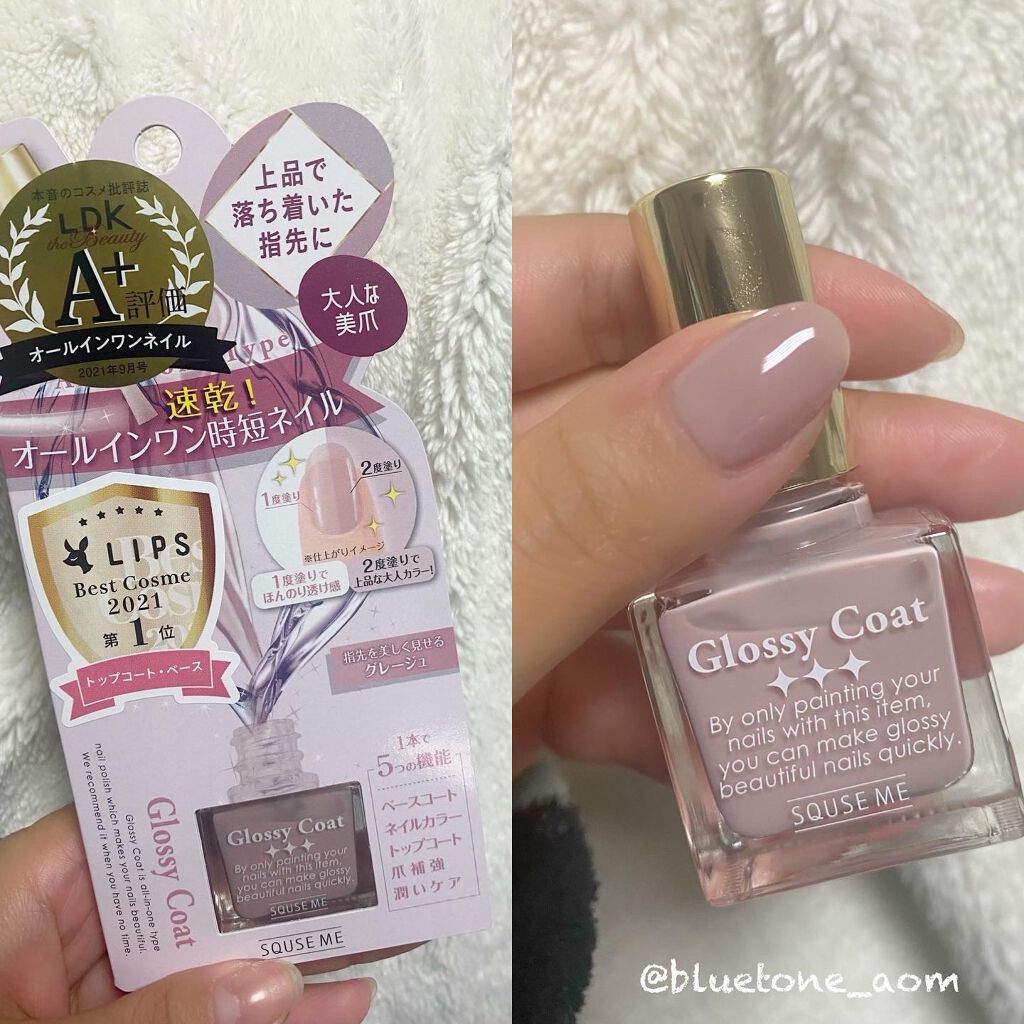 本音のコスメ批評誌
LDK
the Beauty
A+
評価
オールインワンネイル
2021年9月号
上品で
落ち着いた
指先に
大人な
美爪
速乾!
オールインワン時短ネイル
1度塗り
2度塗り
※仕上がりイメージ
1度塗りで
ほんのり透け感
2度塗りで
上品な大人カラー!
LIPS
Best Cosme
2021
第1位
トップコート・ベース
指先を美しく見せる
グレージュ
1本で
5つの機能
ベースコート
ネイルカラー
トップコート
爪補強
潤いケア
Glossy Coat
Glossy Coat is all-in-one type
nail polish which makes your nails beautiful.
We recommend if when you have no time.
Glossy Coat
By only painting your
nails with this item,
you can make glossy
beautiful nails quickly.
SQUSE ME
SQUSE ME
Glossy Coat
By only painting your
nails with this item,
you can make glossy
beautiful nails quickly.
SQUSE ME
@bluetone_aom